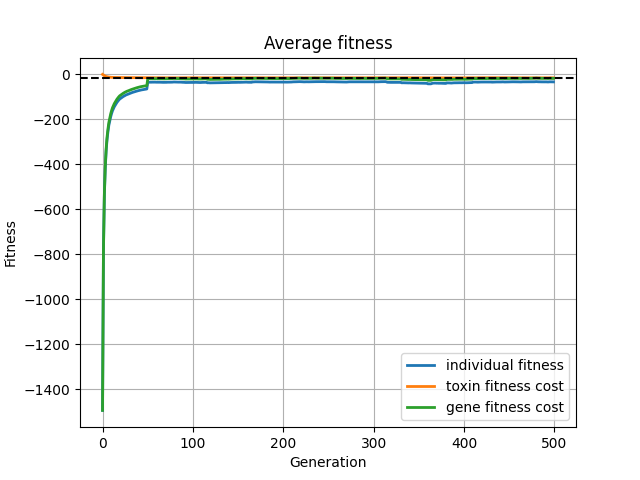 Average fitness
0
−200
−400
−600
−800
−1000
−1200
−1400
Fitness
individual fitness
toxin fitness cost
gene fitness cost
0 100 200 300 400 500
Generation